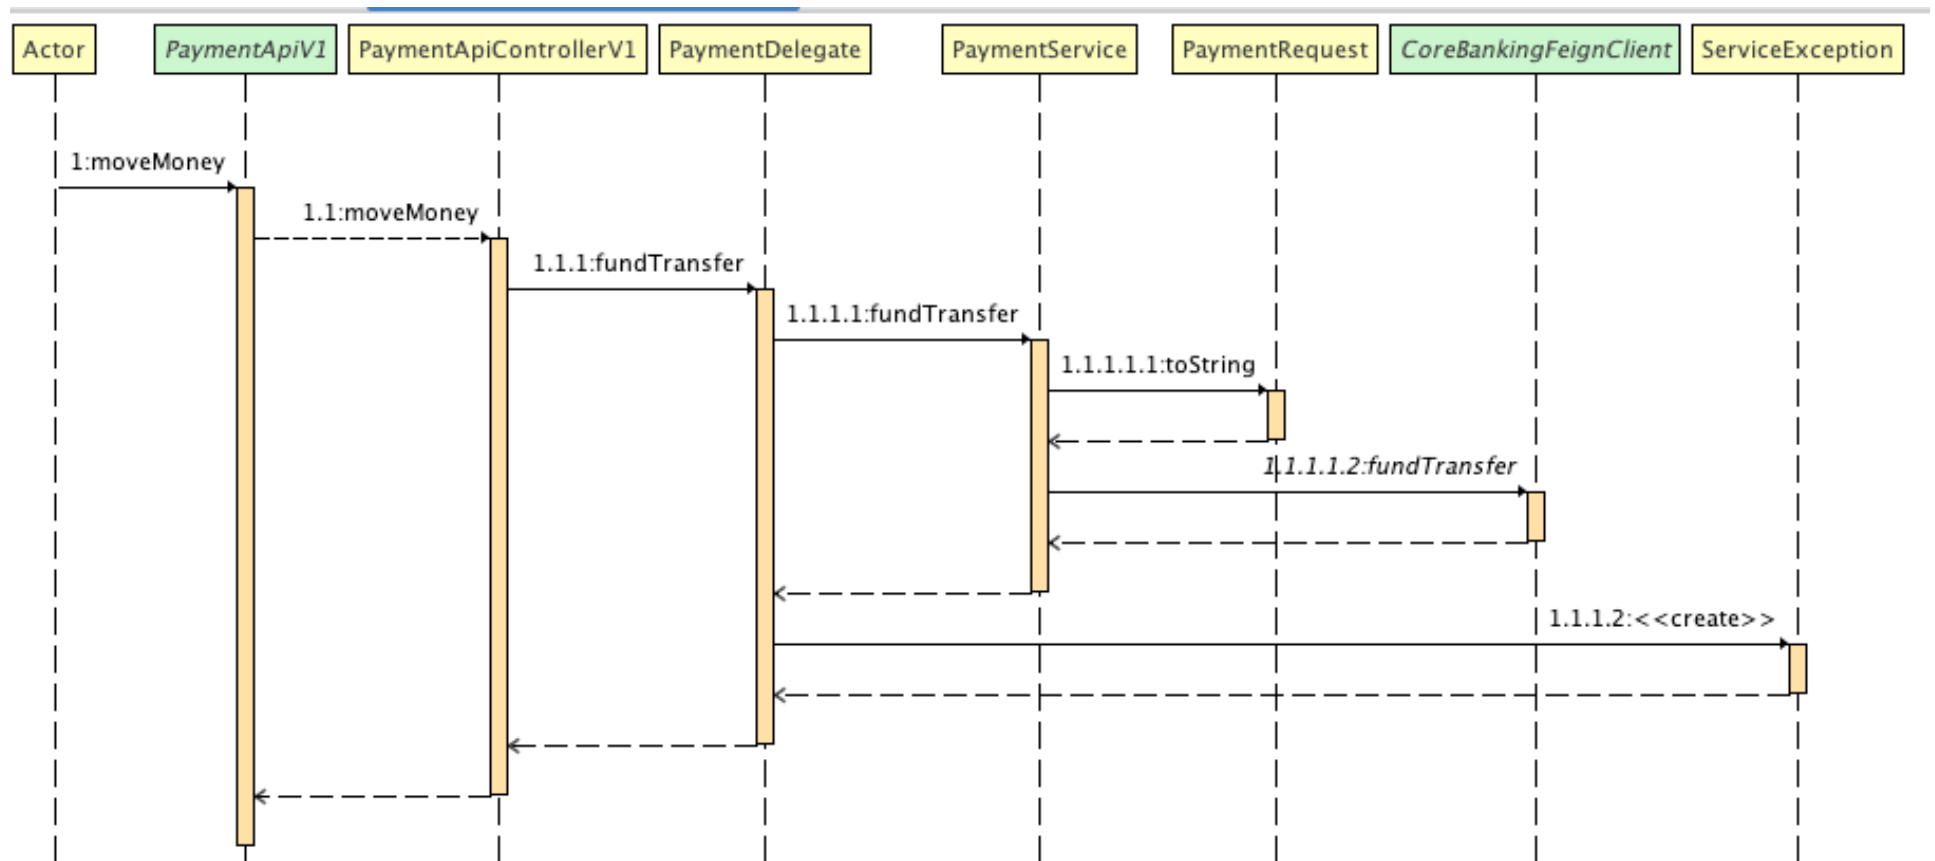 Actor
PaymentApiV1
PaymentApiControllerV1
PaymentDelegate
PaymentService
PaymentRequest
CoreBankingFeignClient
ServiceException
1:moveMoney
1.1:moveMoney
1.1.1:fundTransfer
1.1.1.1:fundTransfer
1.1.1.1.1:toString
1.1.1.1.2:fundTransfer
1.1.1.2:<<create>>